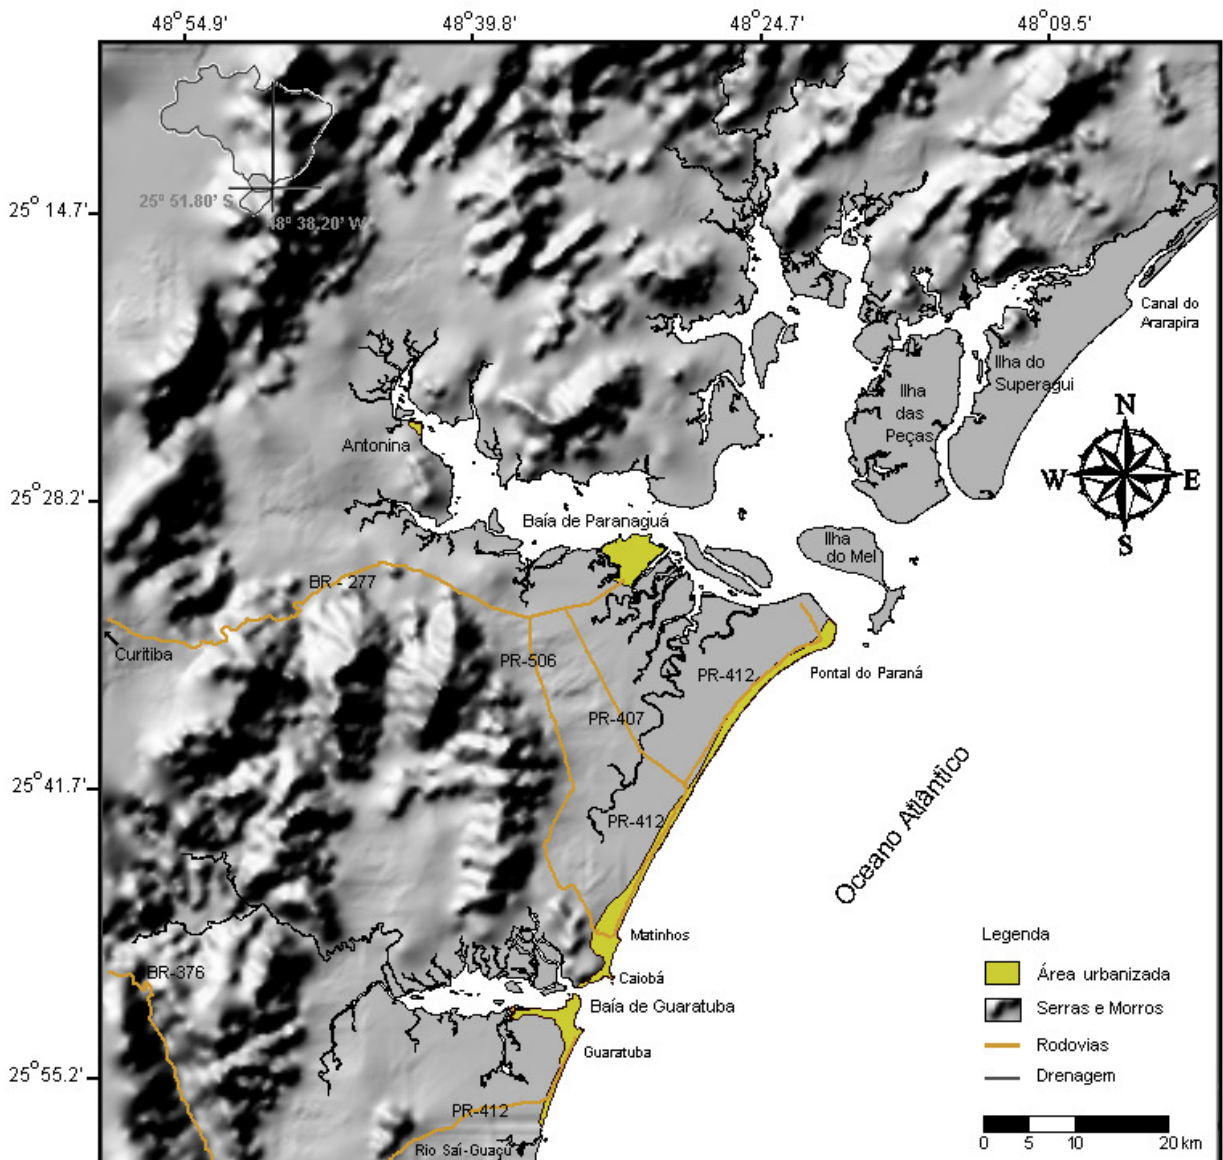 48°54.9' 48°39.8' 48°24.7' 48°09.5'
25° 51.80' S
48° 38.20' W
25°14.7'
Canal do
Ararapira
Ilha do
Superagui
Ilha
das
Peças
N
Antonina
W E
25°28.2'
Baía de Paranaguá
S
Ilha
do Mel
BR - 277
Curitiba
PR-506
PR-412
Pontal do Paraná
PR-407
25°41.7'
PR-412
Oceano Atlântico
Matinhos
Legenda
BR-376
Caiobá
Área urbanizada
Baía de Guaratuba
Serras e Morros
Guaratuba
Rodovias
25°55.2'
Drenagem
PR-412
Rio Saí-Guaçú
0 5 10 20 km